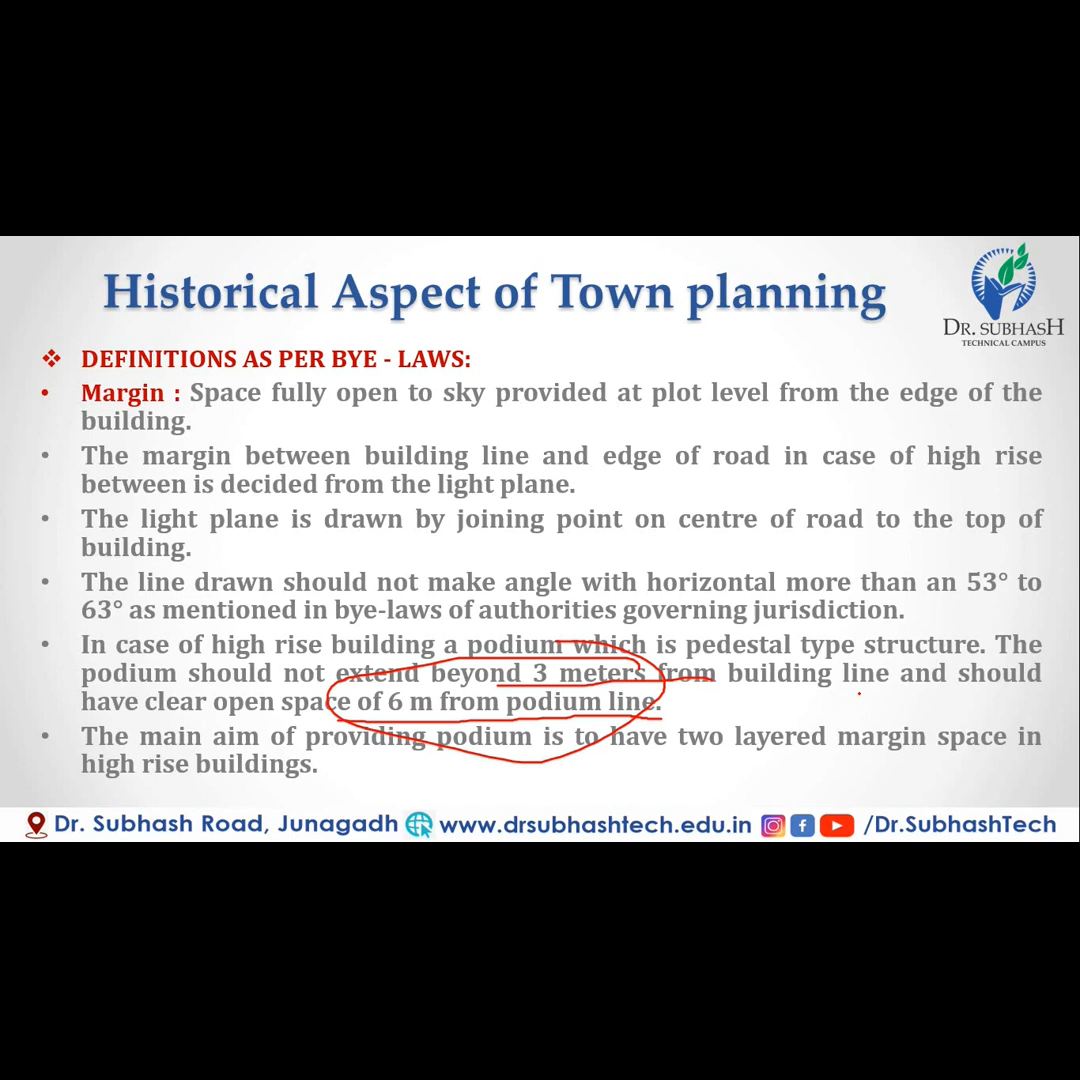 Historical Aspect of Town planning
DR. SUBHASH
TECHNICAL CAMPUS
❖ DEFINITIONS AS PER BYE - LAWS:
• Margin : Space fully open to sky provided at plot level from the edge of the
building.
• The margin between building line and edge of road in case of high rise
between is decided from the light plane.
• The light plane is drawn by joining point on centre of road to the top of
building.
• The line drawn should not make angle with horizontal more than an 53° to
63° as mentioned in bye-laws of authorities governing jurisdiction.
• In case of high rise building a podium which is pedestal type structure. The
podium should not extend beyond 3 meters from building line and should
have clear open space of 6 m from podium line.
• The main aim of providing podium is to have two layered margin space in
high rise buildings.
Dr. Subhash Road, Junagadh www.drsubhashtech.edu.in /Dr.SubhashTech